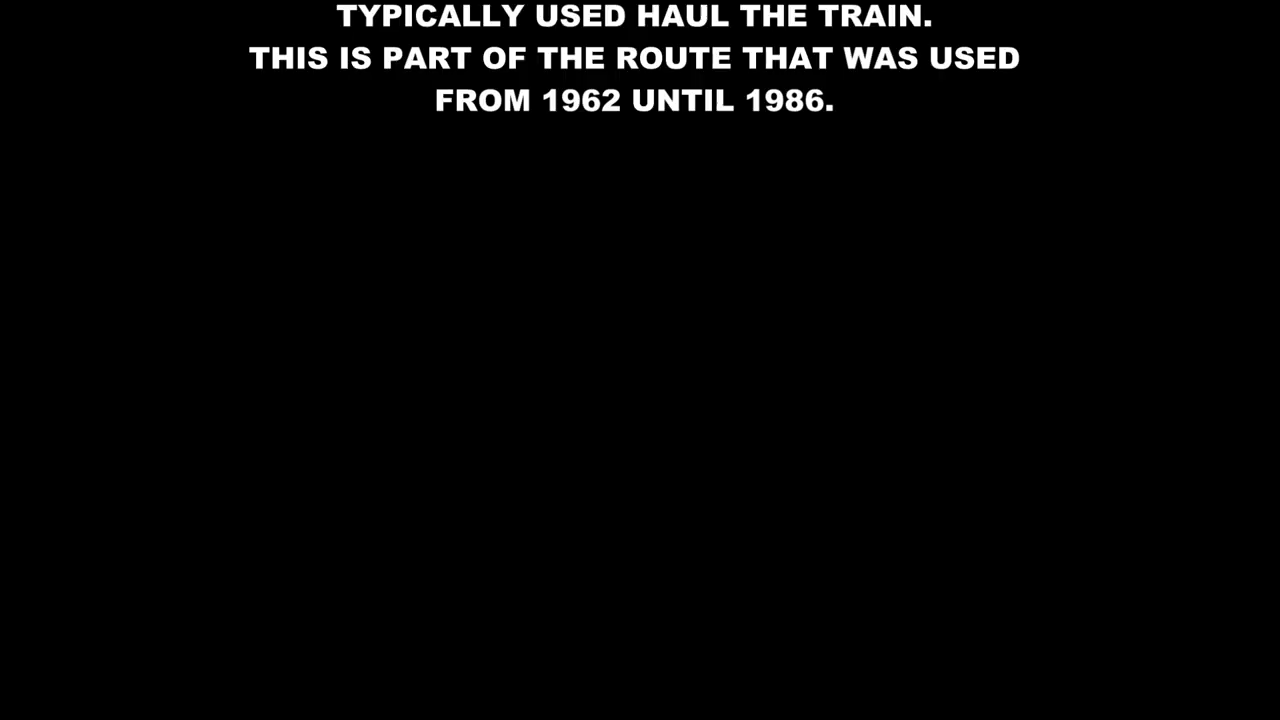 TYPICALLY USED HAUL THE TRAIN.
THIS IS PART OF THE ROUTE THAT WAS USED
FROM 1962 UNTIL 1986.